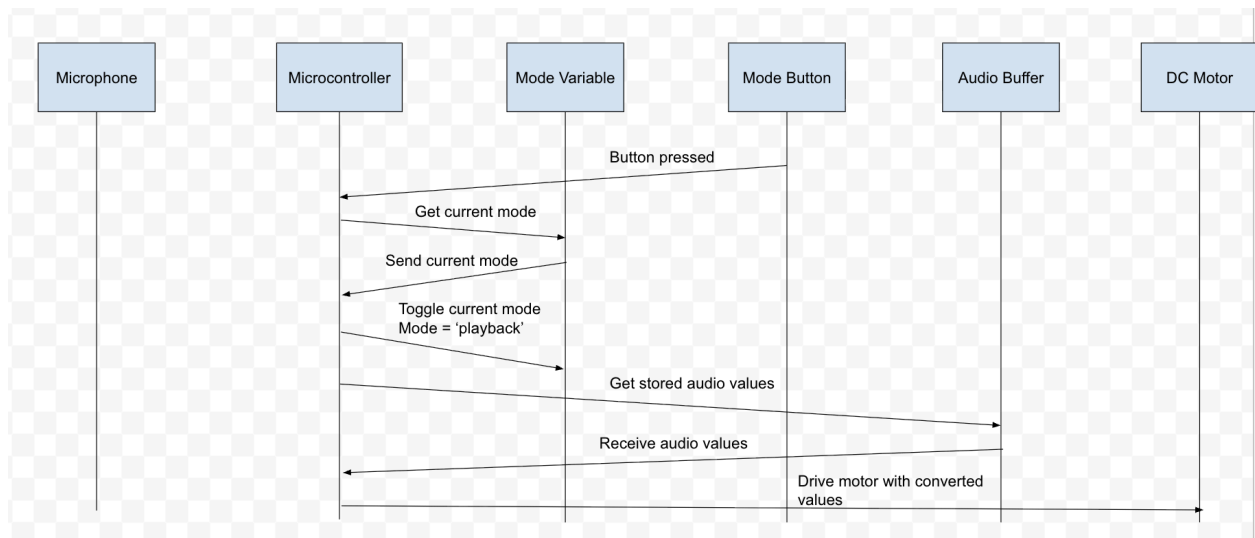 Microphone
Microcontroller
Mode Variable
Mode Button
Audio Buffer
DC Motor
Button pressed
Get current mode
Send current mode
Toggle current mode
Mode = ‘playback’
Get stored audio values
Receive audio values
Drive motor with converted
values